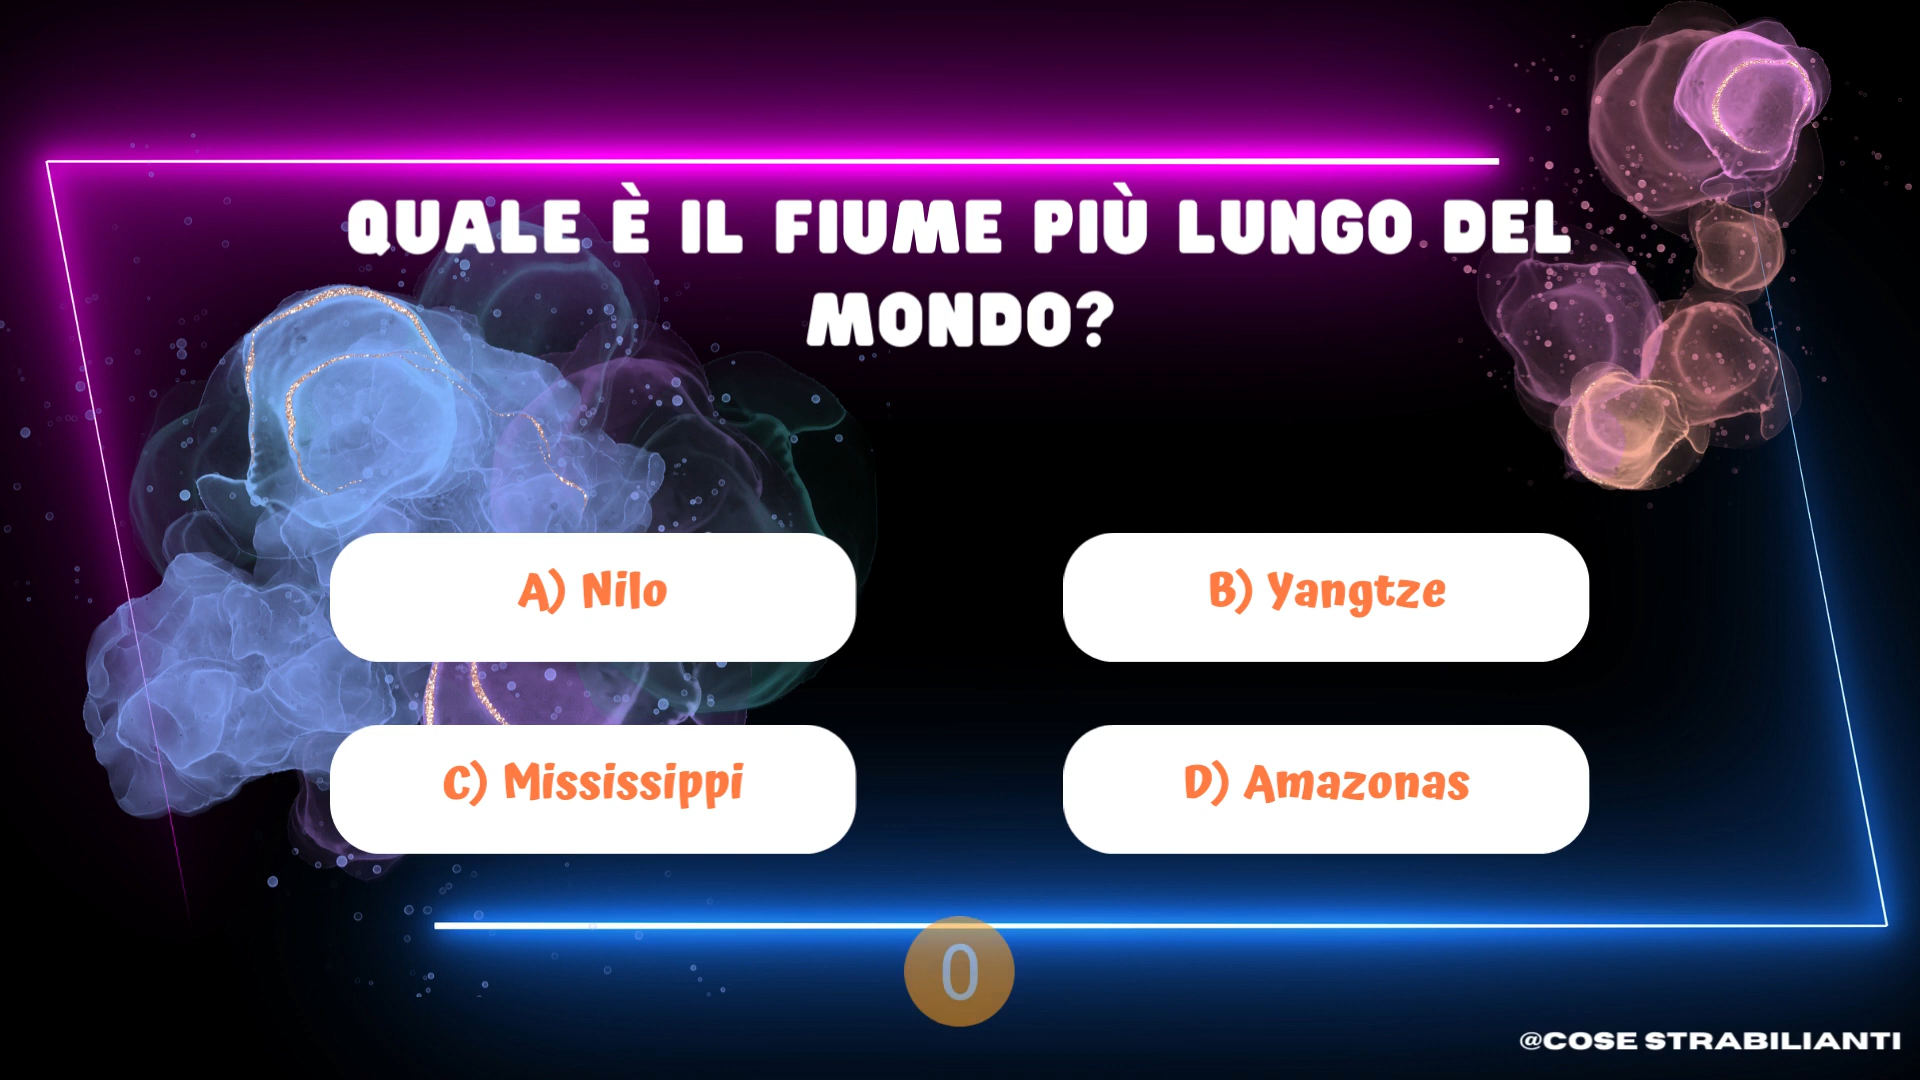 QUALE È IL FIUME PIÙ LUNGO DEL
MONDO?
A) Nilo
B) Yangtze
C) Mississippi
D) Amazonas
0
@COSE STRABILIANTI